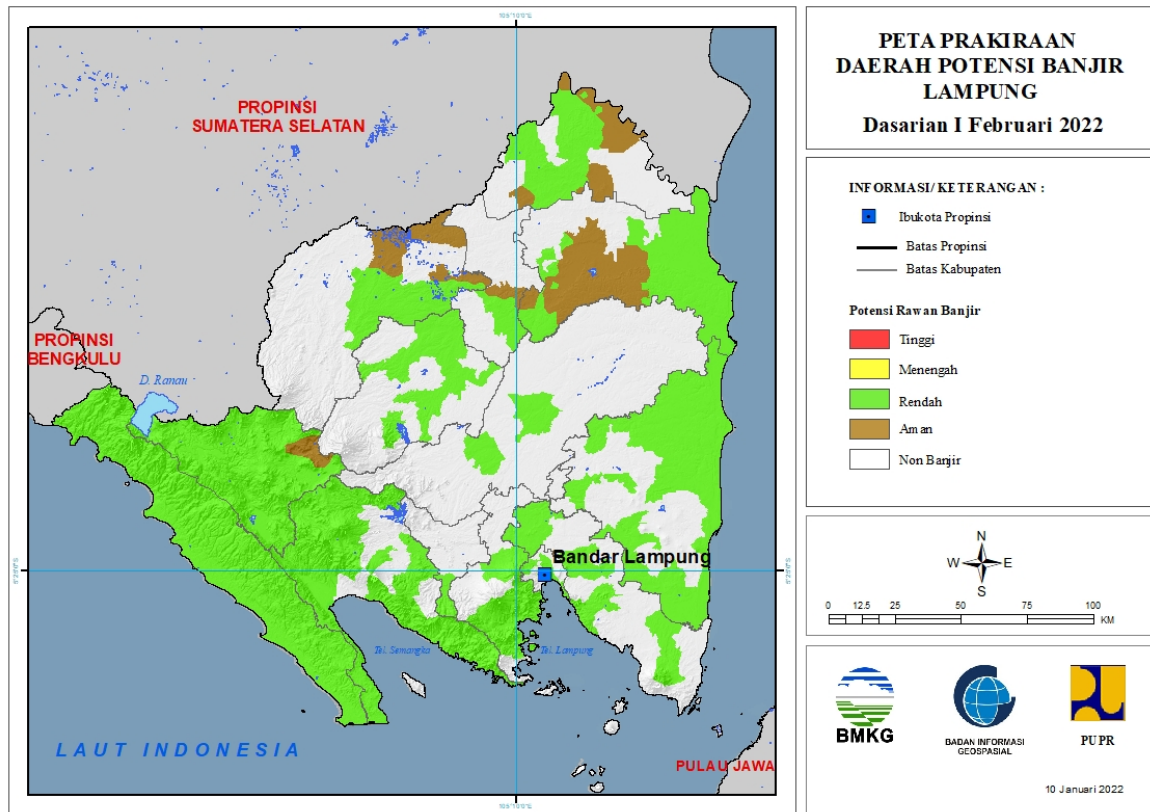 PROPINSI
SUMATERA SELATAN
PROPINSI
BENGKULU
D. Ranau
Bandar Lampung
Tel. Semangka
Tel. Lampung
LAUT INDONESIA
PULAU JAWA
PETA PRAKIRAAN
DAERAH POTENSI BANJIR
LAMPUNG
Dasarian I Februari 2022
INFORMASI/KETERANGAN :
Ibukota Propinsi
Batas Propinsi
Batas Kabupaten
Potensi Rawan Banjir
Tinggi
Menengah
Rendah
Aman
Non Banjir
N
W E
S
0 12.5 25 50 75 100
KM
BMKG
BADAN INFORMASI
GEOSPASIAL
PUPR
10 Januari 2022